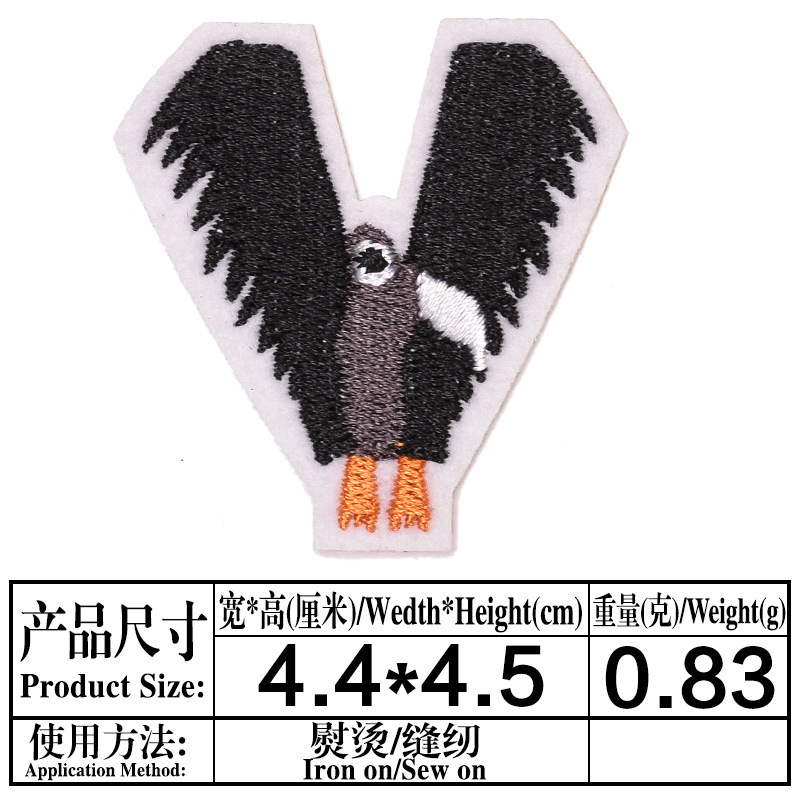 产品尺寸
Product Size:
宽*高(厘米)/Wedth*Height(cm)
重量(克)/Weight(g)
4.4*4.5
0.83
使用方法:
Application Method:
熨烫/缝纫
Iron on/Sew on